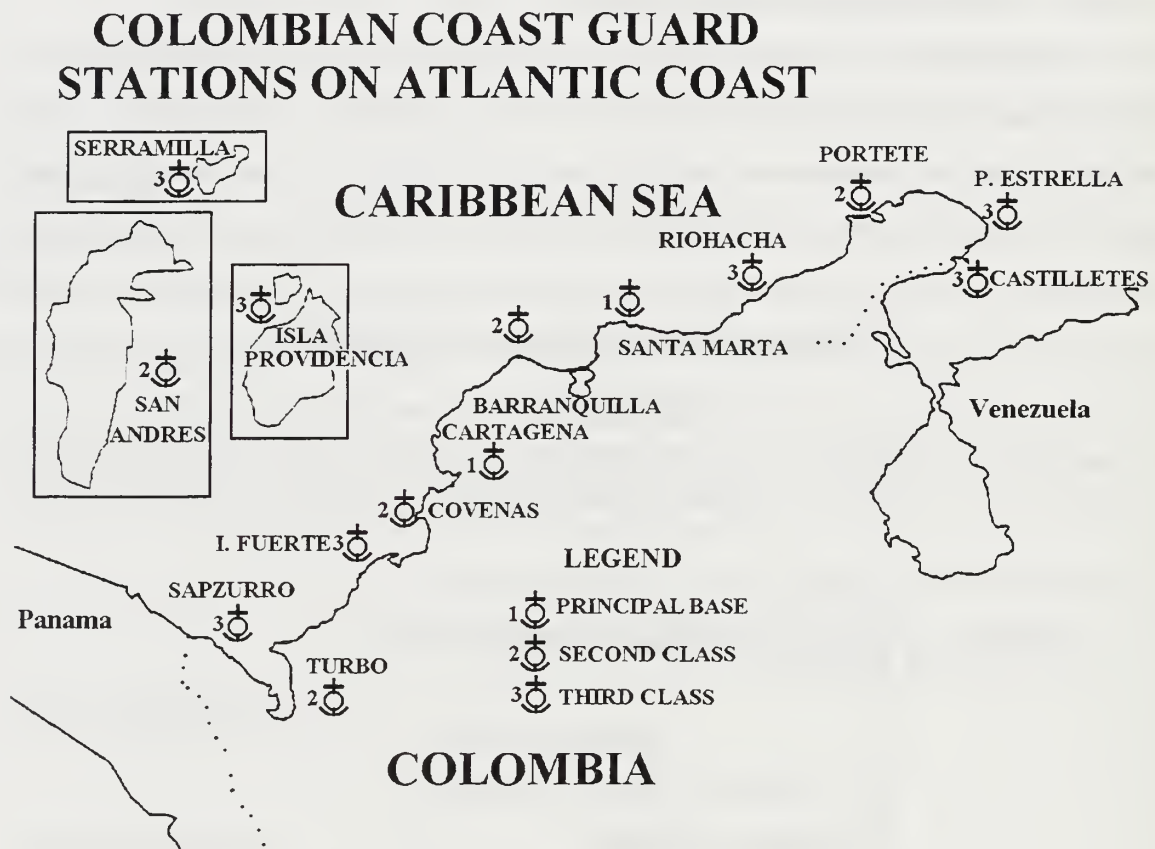 COLOMBIAN COAST GUARD
STATIONS ON ATLANTIC COAST
SERRAMILLA
3
CARIBBEAN SEA
PORTETE
2
P. ESTRELLA
3
RIOHACHA
3
3 CASTILLETES
1
SANTA MARTA
2
BARRANQUILLA
3
ISLA
PROVIDENCIA
2
SAN
ANDRES
Venezuela
CARTAGENA
1
2 COVENAS
I. FUERTE 3
SAPZURRO
3
Panama
TURBO
2
LEGEND
1 PRINCIPAL BASE
2 SECOND CLASS
3 THIRD CLASS
COLOMBIA